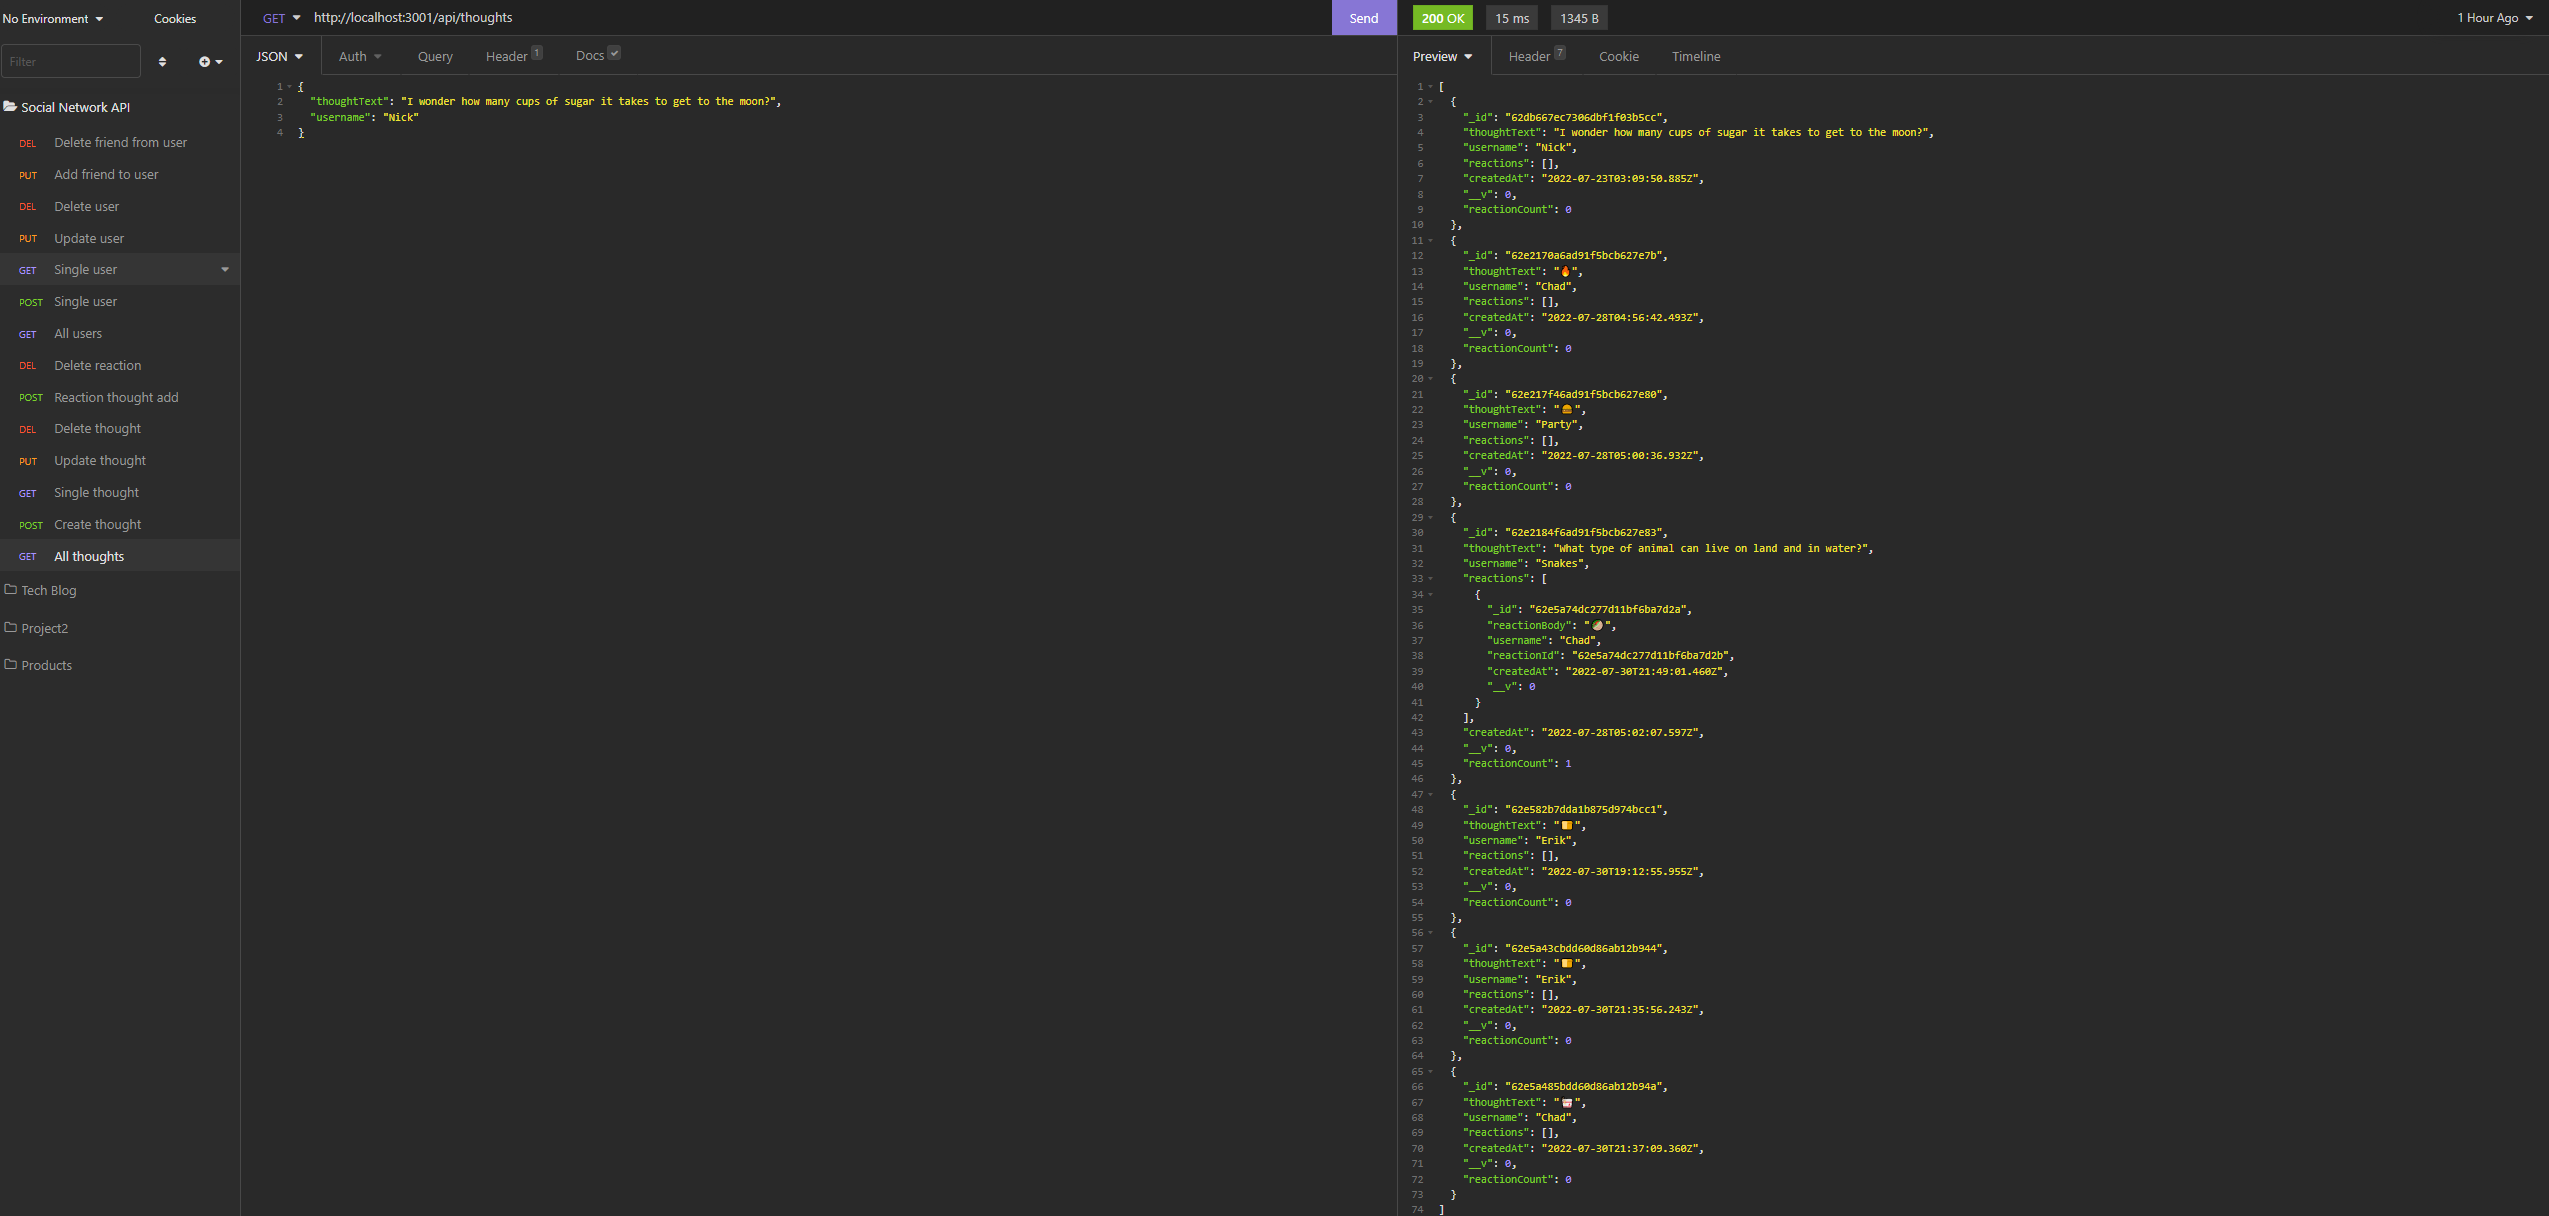 No Environment Cookies
Filter
Social Network API
DEL Delete friend from user
PUT Add friend to user
DEL Delete user
PUT Update user
GET Single user
POST Single user
GET All users
DEL Delete reaction
POST Reaction thought add
DEL Delete thought
PUT Update thought
GET Single thought
POST Create thought
GET All thoughts
Tech Blog
Project2
Products
GET http://localhost:3001/api/thoughts Send
JSON Auth Query Header 1 Docs
1 {
2 "thoughtText": "I wonder how many cups of sugar it takes to get to the moon?",
3 "username": "Nick"
4 }
200 OK 15 ms 1345 B 1 Hour Ago
Preview Header 7 Cookie Timeline
1 [
2 {
3 "_id": "62db667ec7306dbf1f03b5cc",
4 "thoughtText": "I wonder how many cups of sugar it takes to get to the moon?",
5 "username": "Nick",
6 "reactions": [],
7 "createdAt": "2022-07-23T03:09:50.885Z",
8 "__v": 0,
9 "reactionCount": 0
10 },
11 {
12 "_id": "62e2170a6ad91f5bcb627e7b",
13 "thoughtText": "🔥",
14 "username": "Chad",
15 "reactions": [],
16 "createdAt": "2022-07-28T04:56:42.493Z",
17 "__v": 0,
18 "reactionCount": 0
19 },
20 {
21 "_id": "62e217f46ad91f5bcb627e80",
22 "thoughtText": "🍔",
23 "username": "Party",
24 "reactions": [],
25 "createdAt": "2022-07-28T05:00:36.932Z",
26 "__v": 0,
27 "reactionCount": 0
28 },
29 {
30 "_id": "62e2184f6ad91f5bcb627e83",
31 "thoughtText": "What type of animal can live on land and in water?",
32 "username": "Snakes",
33 "reactions": [
34 {
35 "_id": "62e5a74dc277d11bf6ba7d2a",
36 "reactionBody": "",
37 "username": "Chad",
38 "reactionId": "62e5a74dc277d11bf6ba7d2b",
39 "createdAt": "2022-07-30T21:49:01.460Z",
40 "__v": 0
41 }
42 ],
43 "createdAt": "2022-07-28T05:02:07.597Z",
44 "__v": 0,
45 "reactionCount": 1
46 },
47 {
48 "_id": "62e582b7dda1b875d974bcc1",
49 "thoughtText": "",
50 "username": "Erik",
51 "reactions": [],
52 "createdAt": "2022-07-30T19:12:55.955Z",
53 "__v": 0,
54 "reactionCount": 0
55 },
56 {
57 "_id": "62e5a43cbdd60d86ab12b944",
58 "thoughtText": "",
59 "username": "Erik",
60 "reactions": [],
61 "createdAt": "2022-07-30T21:35:56.243Z",
62 "__v": 0,
63 "reactionCount": 0
64 },
65 {
66 "_id": "62e5a485bdd60d86ab12b94a",
67 "thoughtText": "",
68 "username": "Chad",
69 "reactions": [],
70 "createdAt": "2022-07-30T21:37:09.360Z",
71 "__v": 0,
72 "reactionCount": 0
73 }
74 ]